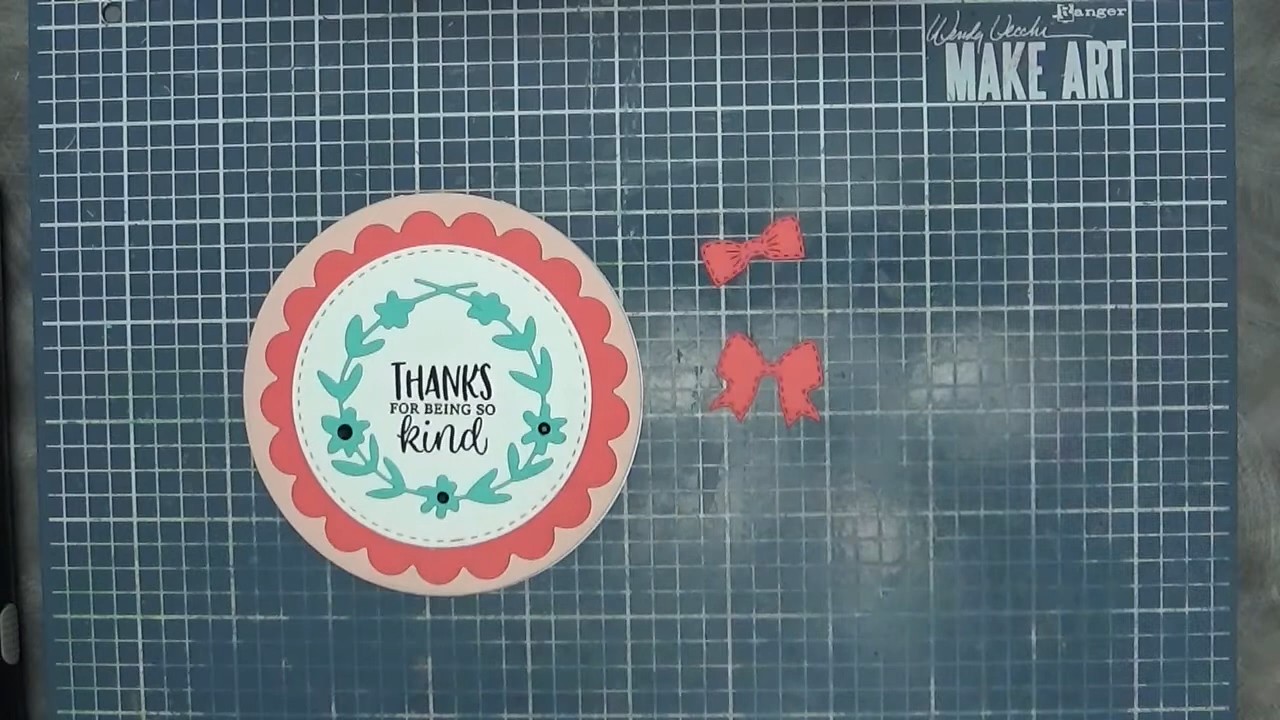 Ranger
Wendy Vecchi
MAKE ART
THANKS
FOR BEING SO
kind